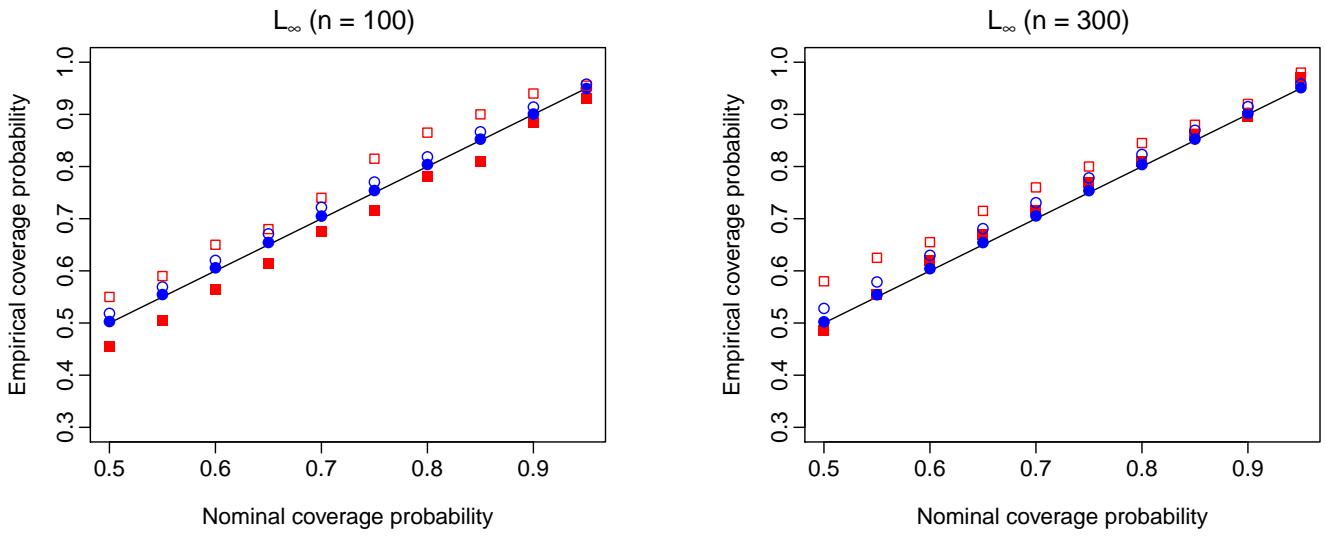 L∞ (n = 100)
Empirical coverage probability
1.0
0.9
0.8
0.7
0.6
0.5
0.4
0.3
0.5 0.6 0.7 0.8 0.9
Nominal coverage probability
L∞ (n = 300)
Empirical coverage probability
1.0
0.9
0.8
0.7
0.6
0.5
0.4
0.3
0.5 0.6 0.7 0.8 0.9
Nominal coverage probability